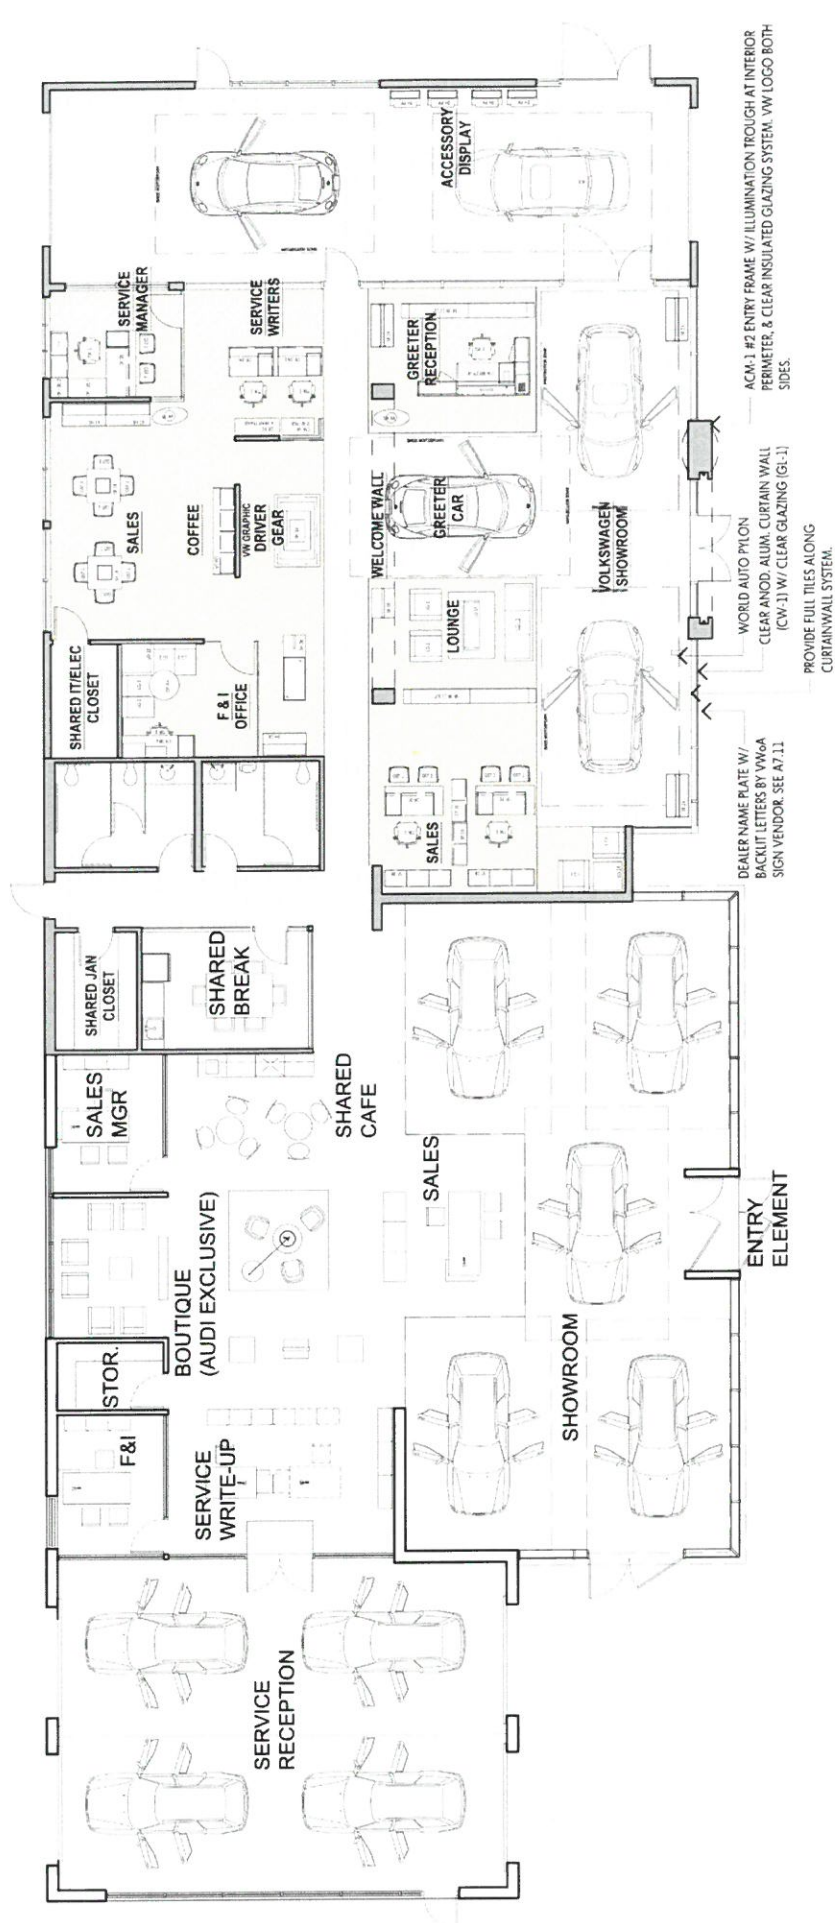 SERVICE
RECEPTION
F&I
STOR.
SERVICE
WRITE-UP
BOUTIQUE
(AUDI EXCLUSIVE)
SALES
MGR
SHARED
CAFE
SALES
SHOWROOM
ENTRY
ELEMENT
SHARED JAN
CLOSET
SHARED
BREAK
SHARED IT/ELEC
CLOSET
F & I
OFFICE
SALES
COFFEE
VW GRAPHIC
DRIVER
GEAR
SERVICE
MANAGER
SERVICE
WRITERS
SALES
LOUNGE
WELCOME WALL
GREETER
CAR
GREETER
RECEPTION
VOLKSWAGEN
SHOWROOM
ACCESSORY
DISPLAY
DEALER NAME PLATE W/
BACKLIT LETTERS BY VWoA
SIGN VENDOR. SEE A7.11
WORLD AUTO PYLON
CLEAR ANOD. ALUM. CURTAIN WALL
(CW-1) W/ CLEAR GLAZING (GL-1)
PROVIDE FULL TILES ALONG
CURTAINWALL SYSTEM.
ACM-1 #2 ENTRY FRAME W/ ILLUMINATION TROUGH AT INTERIOR
PERIMETER, & CLEAR INSULATED GLAZING SYSTEM. VW LOGO BOTH
SIDES.